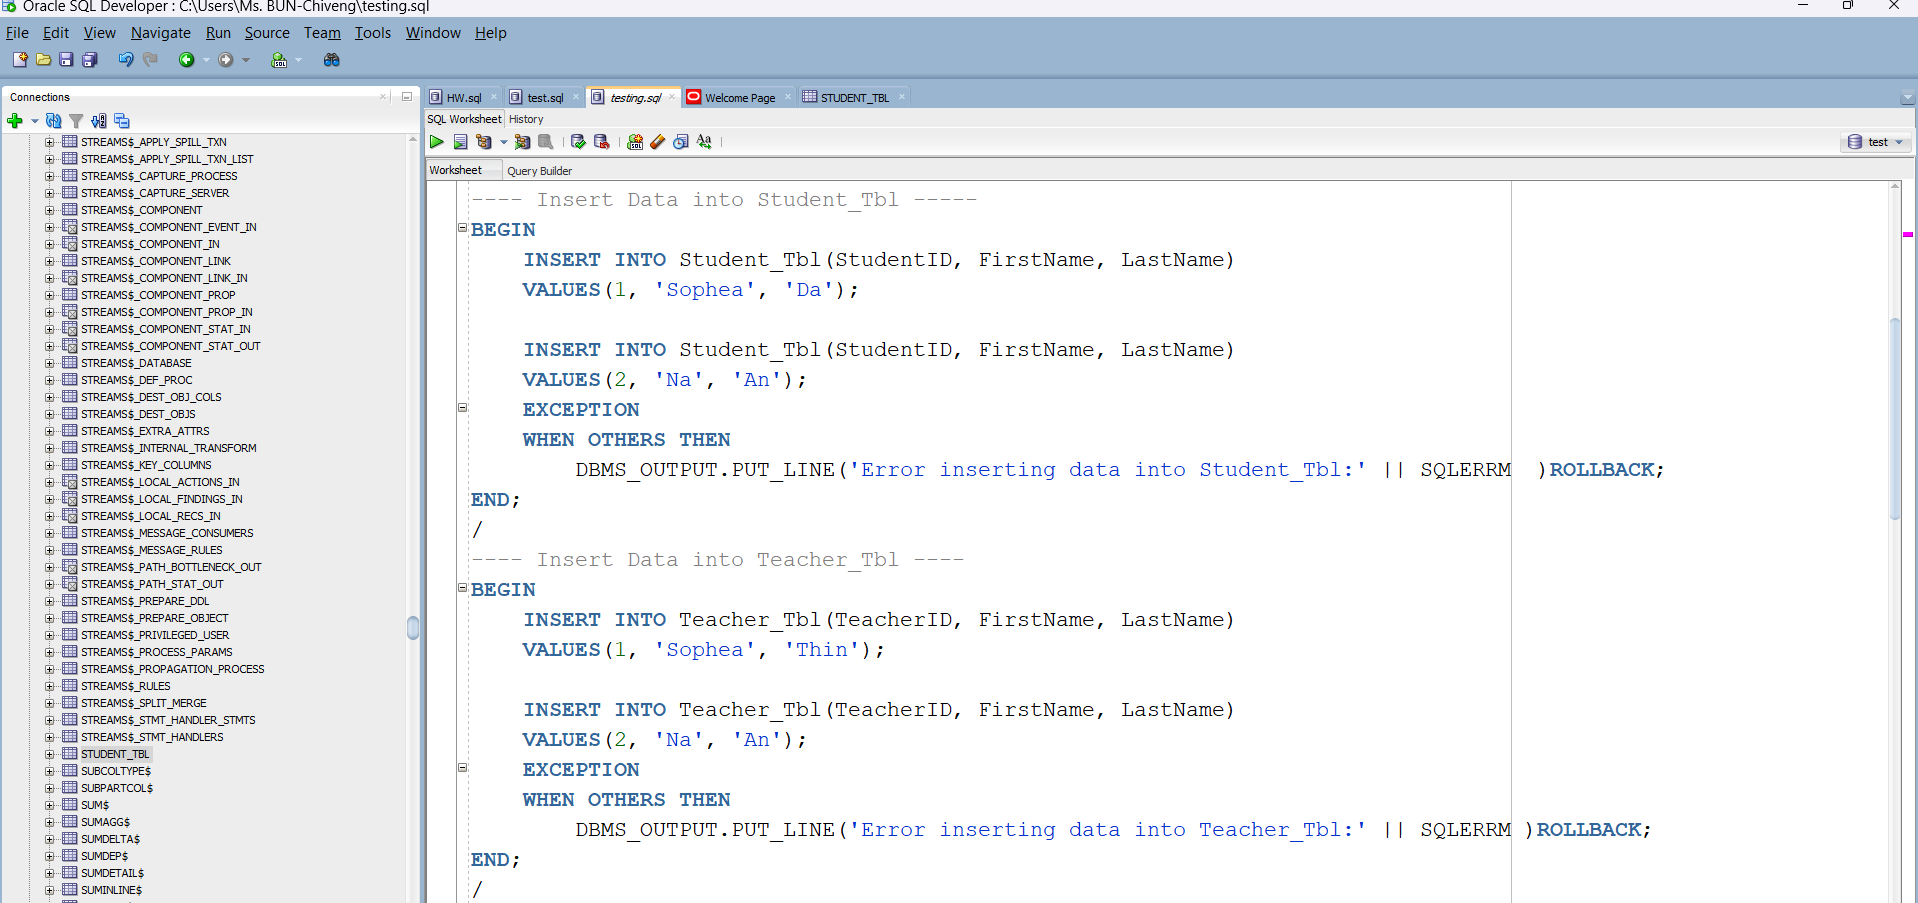 Oracle SQL Developer : C:\Users\Ms. BUN-Chiveng\testing.sql
File Edit View Navigate Run Source Team Tools Window Help
Connections
STREAMS$_APPLY_SPILL_TXN
STREAMS$_APPLY_SPILL_TXN_LIST
STREAMS$_CAPTURE_PROCESS
STREAMS$_CAPTURE_SERVER
STREAMS$_COMPONENT
STREAMS$_COMPONENT_EVENT_IN
STREAMS$_COMPONENT_IN
STREAMS$_COMPONENT_LINK
STREAMS$_COMPONENT_LINK_IN
STREAMS$_COMPONENT_PROP
STREAMS$_COMPONENT_PROP_IN
STREAMS$_COMPONENT_STAT_IN
STREAMS$_COMPONENT_STAT_OUT
STREAMS$_DATABASE
STREAMS$_DEF_PROC
STREAMS$_DEST_OBJ_COLS
STREAMS$_DEST_OBJS
STREAMS$_EXTRA_ATTRS
STREAMS$_INTERNAL_TRANSFORM
STREAMS$_KEY_COLUMNS
STREAMS$_LOCAL_ACTIONS_IN
STREAMS$_LOCAL_FINDINGS_IN
STREAMS$_LOCAL_RECS_IN
STREAMS$_MESSAGE_CONSUMERS
STREAMS$_MESSAGE_RULES
STREAMS$_PATH_BOTTLENECK_OUT
STREAMS$_PATH_STAT_OUT
STREAMS$_PREPARE_DDL
STREAMS$_PREPARE_OBJECT
STREAMS$_PRIVILEGED_USER
STREAMS$_PROCESS_PARAMS
STREAMS$_PROPAGATION_PROCESS
STREAMS$_RULES
STREAMS$_SPLIT_MERGE
STREAMS$_STMT_HANDLER_STMTS
STREAMS$_STMT_HANDLERS
STUDENT_TBL
SUBCOLTYPE$
SUBPARTCOL$
SUM$
SUMAGG$
SUMDELTA$
SUMDEP$
SUMDETAIL$
SUMINLINE$
HW.sql test.sql testing.sql Welcome Page STUDENT_TBL
SQL Worksheet History
test
Worksheet Query Builder
---- Insert Data into Student_Tbl -----
BEGIN
INSERT INTO Student_Tbl(StudentID, FirstName, LastName)
VALUES(1, 'Sophea', 'Da');
INSERT INTO Student_Tbl(StudentID, FirstName, LastName)
VALUES(2, 'Na', 'An');
EXCEPTION
WHEN OTHERS THEN
DBMS_OUTPUT.PUT_LINE('Error inserting data into Student_Tbl:' || SQLERRM )ROLLBACK;
END;
/
---- Insert Data into Teacher_Tbl ----
BEGIN
INSERT INTO Teacher_Tbl(TeacherID, FirstName, LastName)
VALUES(1, 'Sophea', 'Thin');
INSERT INTO Teacher_Tbl(TeacherID, FirstName, LastName)
VALUES(2, 'Na', 'An');
EXCEPTION
WHEN OTHERS THEN
DBMS_OUTPUT.PUT_LINE('Error inserting data into Teacher_Tbl:' || SQLERRM )ROLLBACK;
END;
/